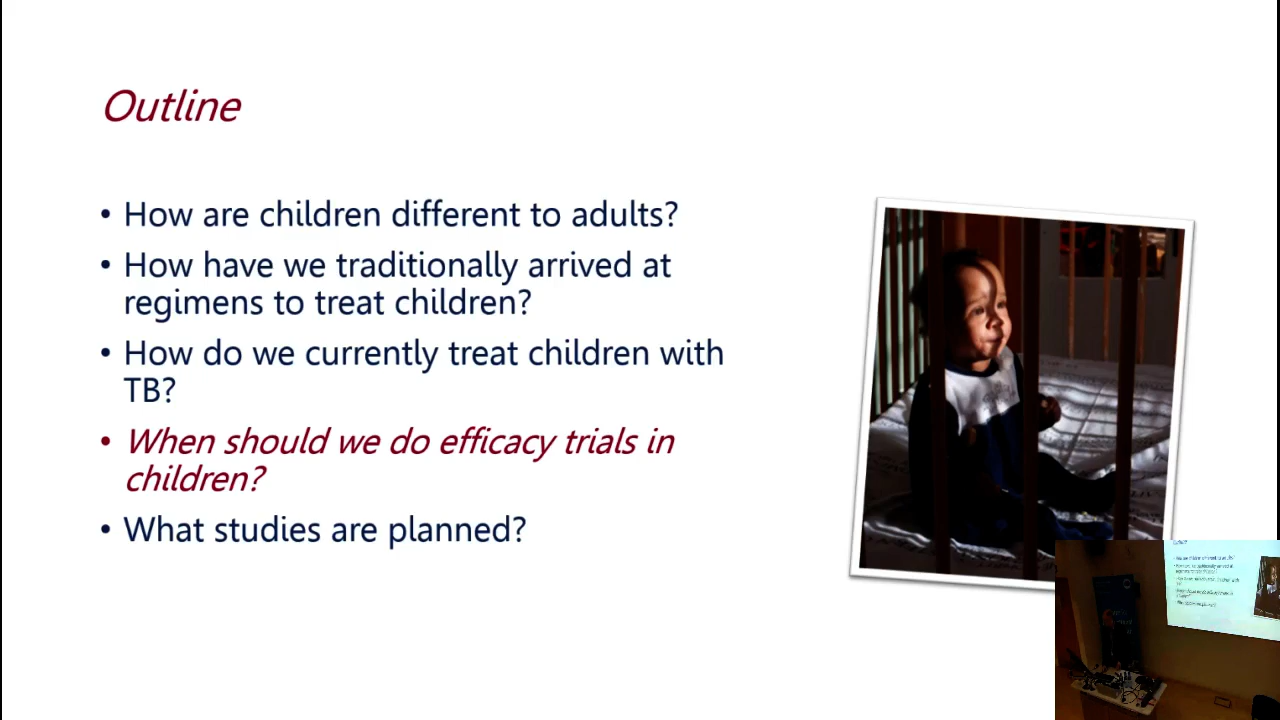 Outline
• How are children different to adults?
• How have we traditionally arrived at
regimens to treat children?
• How do we currently treat children with
TB?
• When should we do efficacy trials in
children?
• What studies are planned?